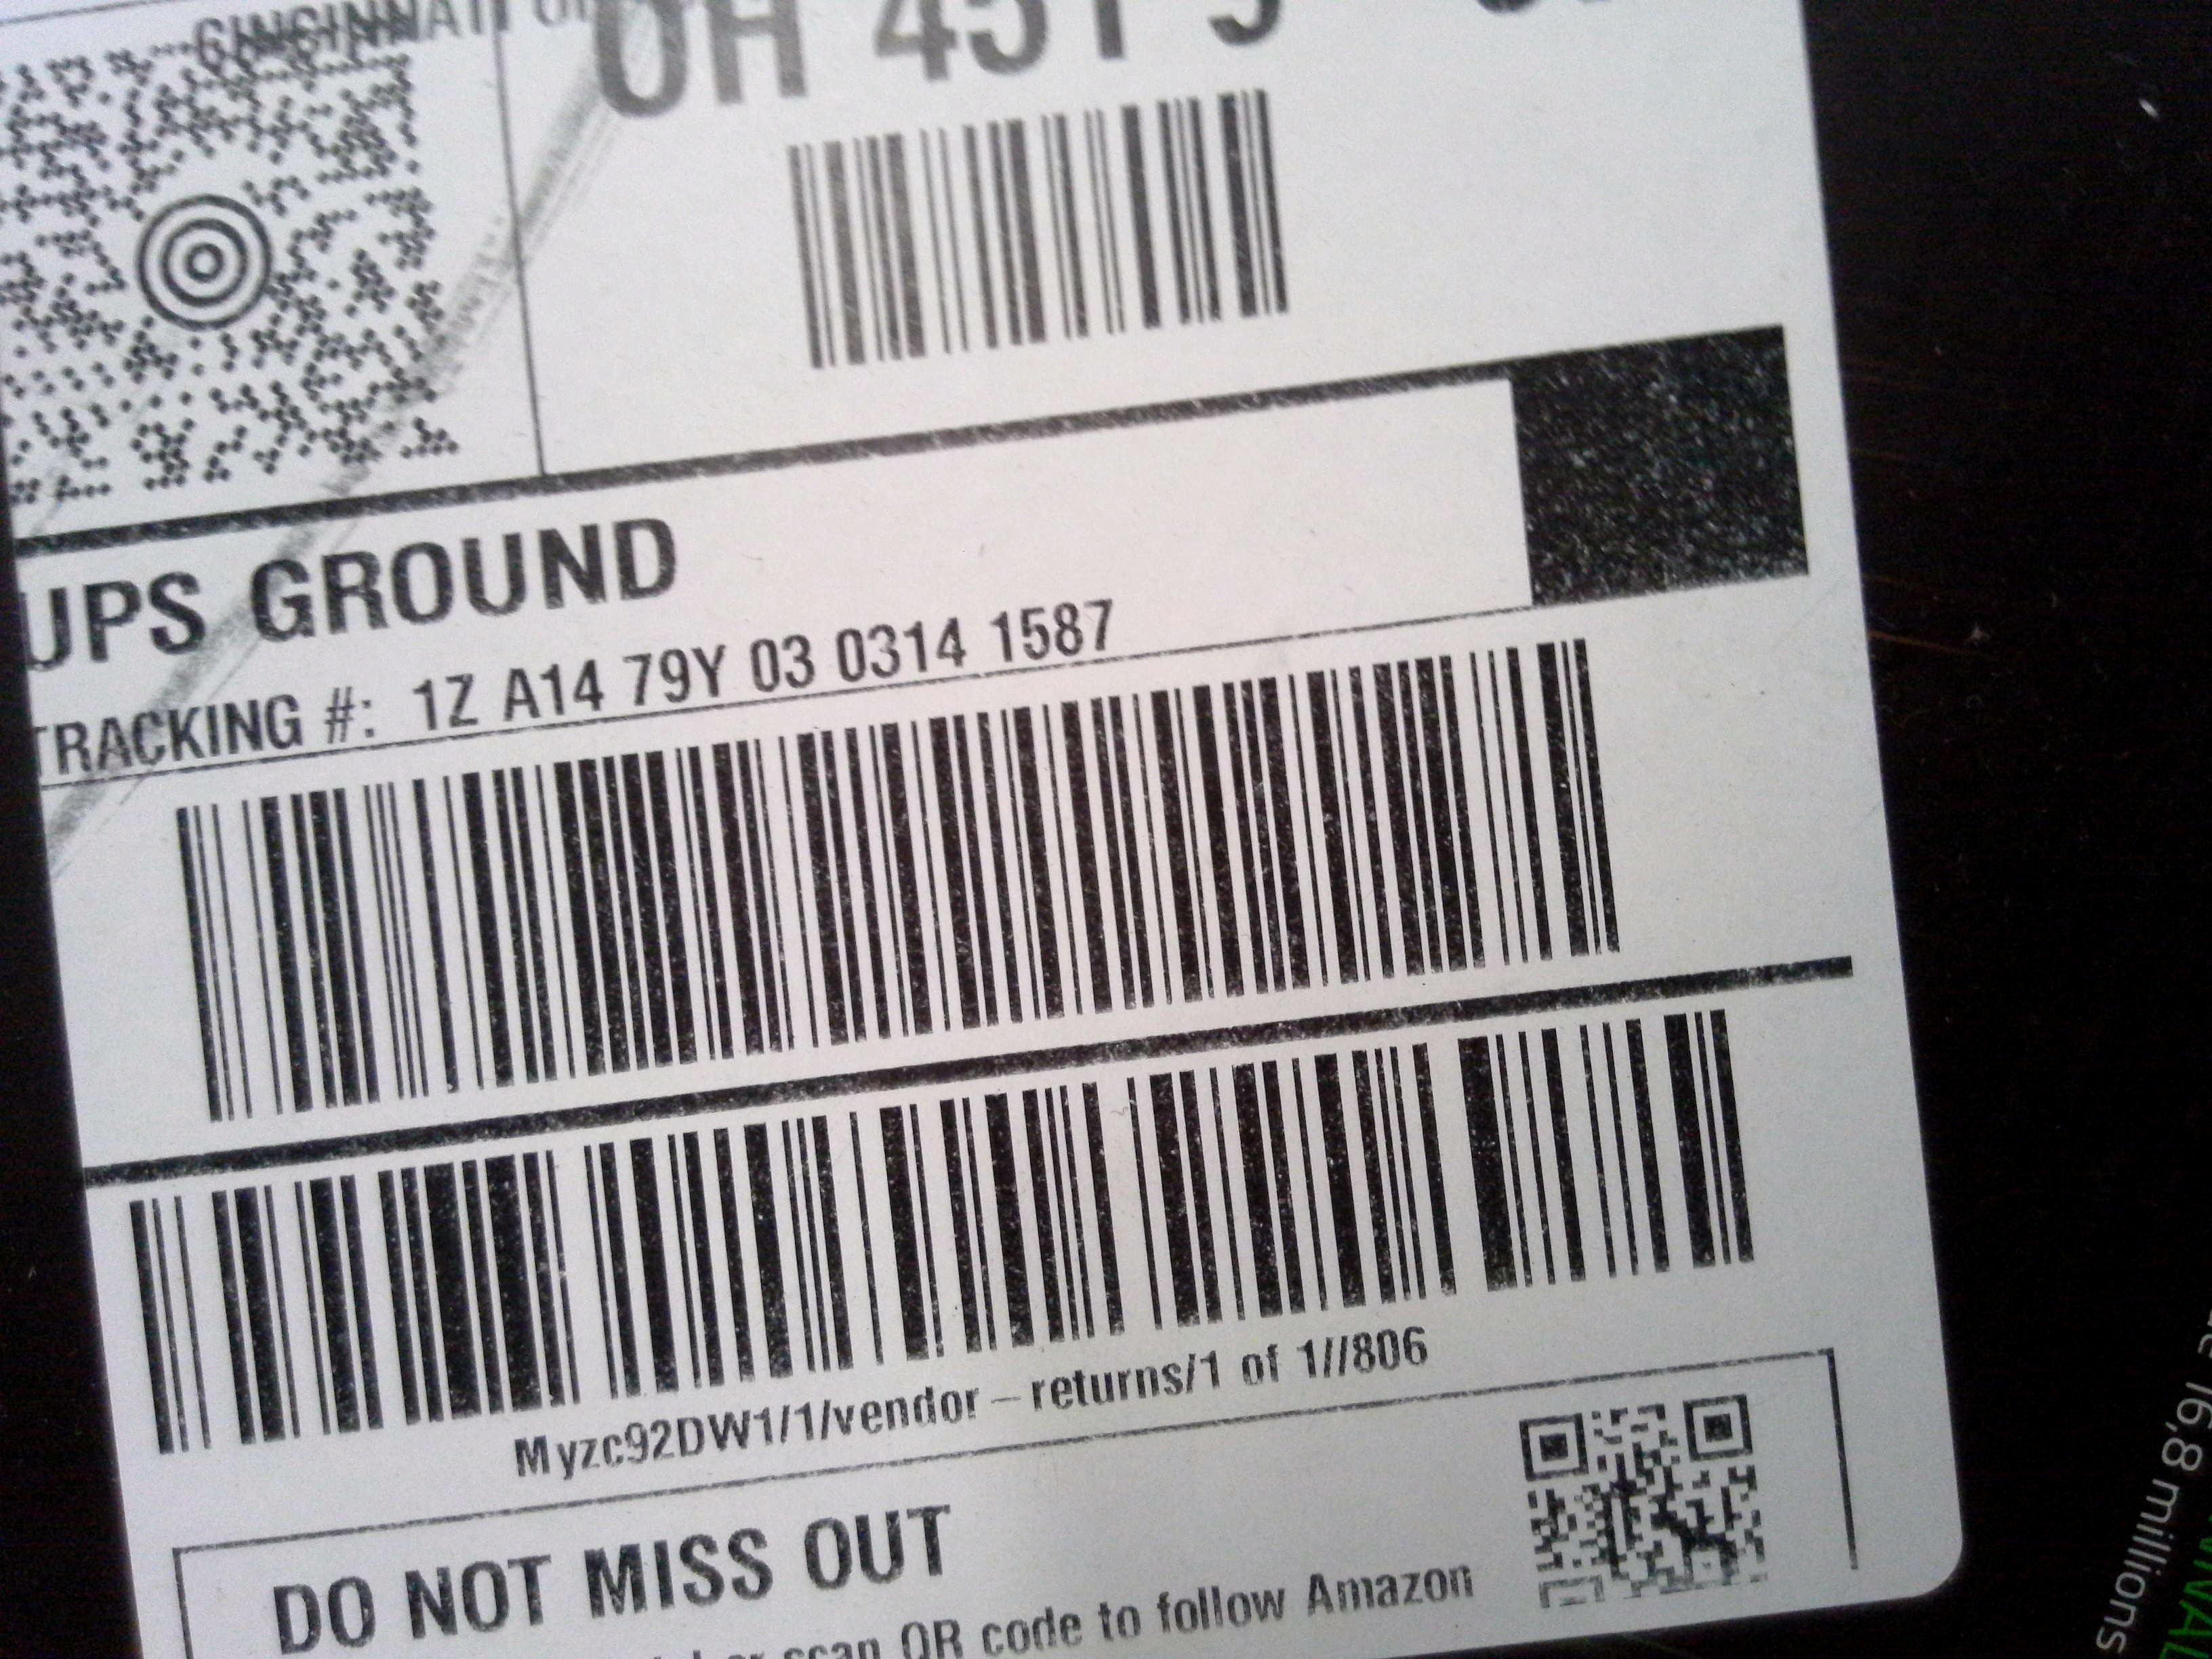 CINCINNATI
OH 451 5
UPS GROUND
TRACKING #: 1Z A14 79Y 03 0314 1587
Myzc92DW1/1/vendor-returns/1 of 1//806
DO NOT MISS OUT
scan QR code to follow Amazon
16,8 millions